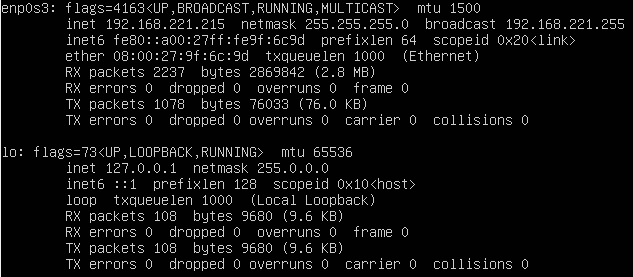 enp0s3: flags=4163<UP,BROADCAST,RUNNING,MULTICAST>  mtu 1500
        inet 192.168.221.215  netmask 255.255.255.0  broadcast 192.168.221.255
        inet6 fe80::a00:27ff:fe9f:6c9d  prefixlen 64  scopeid 0x20<link>
        ether 08:00:27:9f:6c:9d  txqueuelen 1000  (Ethernet)
        RX packets 2237  bytes 2869842 (2.8 MB)
        RX errors 0  dropped 0  overruns 0  frame 0
        TX packets 1078  bytes 76033 (76.0 KB)
        TX errors 0  dropped 0 overruns 0  carrier 0  collisions 0

lo: flags=73<UP,LOOPBACK,RUNNING>  mtu 65536
        inet 127.0.0.1  netmask 255.0.0.0
        inet6 ::1  prefixlen 128  scopeid 0x10<host>
        loop  txqueuelen 1000  (Local Loopback)
        RX packets 108  bytes 9680 (9.6 KB)
        RX errors 0  dropped 0  overruns 0  frame 0
        TX packets 108  bytes 9680 (9.6 KB)
        TX errors 0  dropped 0 overruns 0  carrier 0  collisions 0